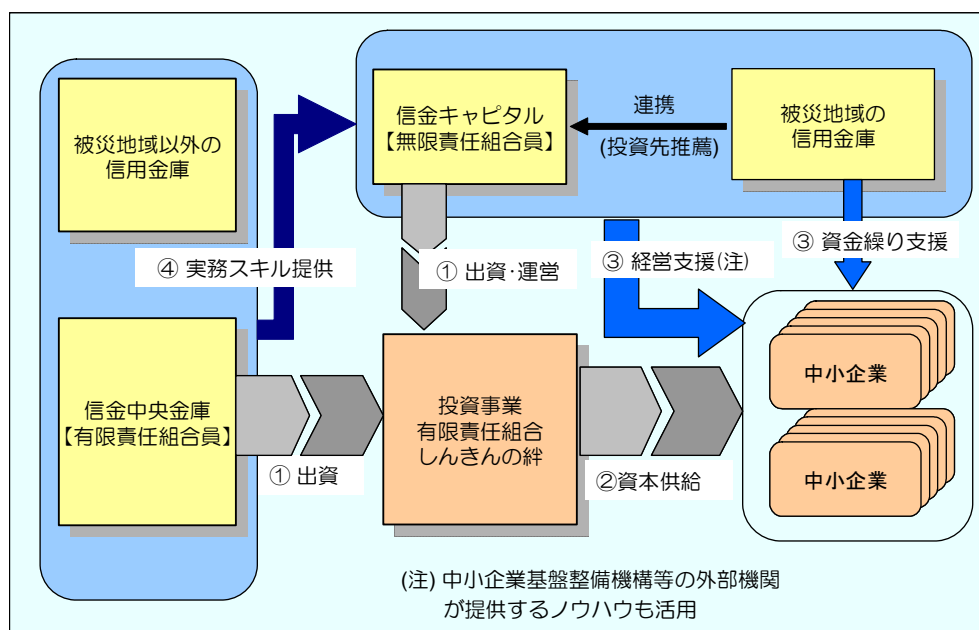 被災地域以外の
信用金庫
信金キャピタル
【無限責任組合員】
連携
(投資先推薦)
被災地域の
信用金庫
④ 実務スキル提供
① 出資･運営
③ 経営支援(注)
③ 資金繰り支援
信金中央金庫
【有限責任組合員】
① 出資
投資事業
有限責任組合
しんきんの絆
②資本供給
中小企業
中小企業
(注) 中小企業基盤整備機構等の外部機関
が提供するノウハウも活用